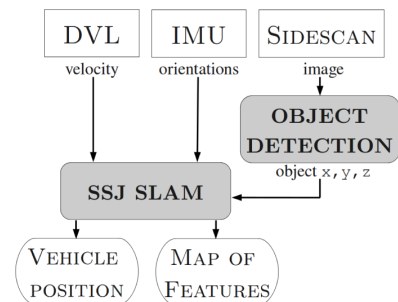 DVL IMU SIDESCAN
velocity orientations image
OBJECT
DETECTION
object x,y,z
SSJ SLAM
VEHICLE MAP OF
POSITION FEATURES